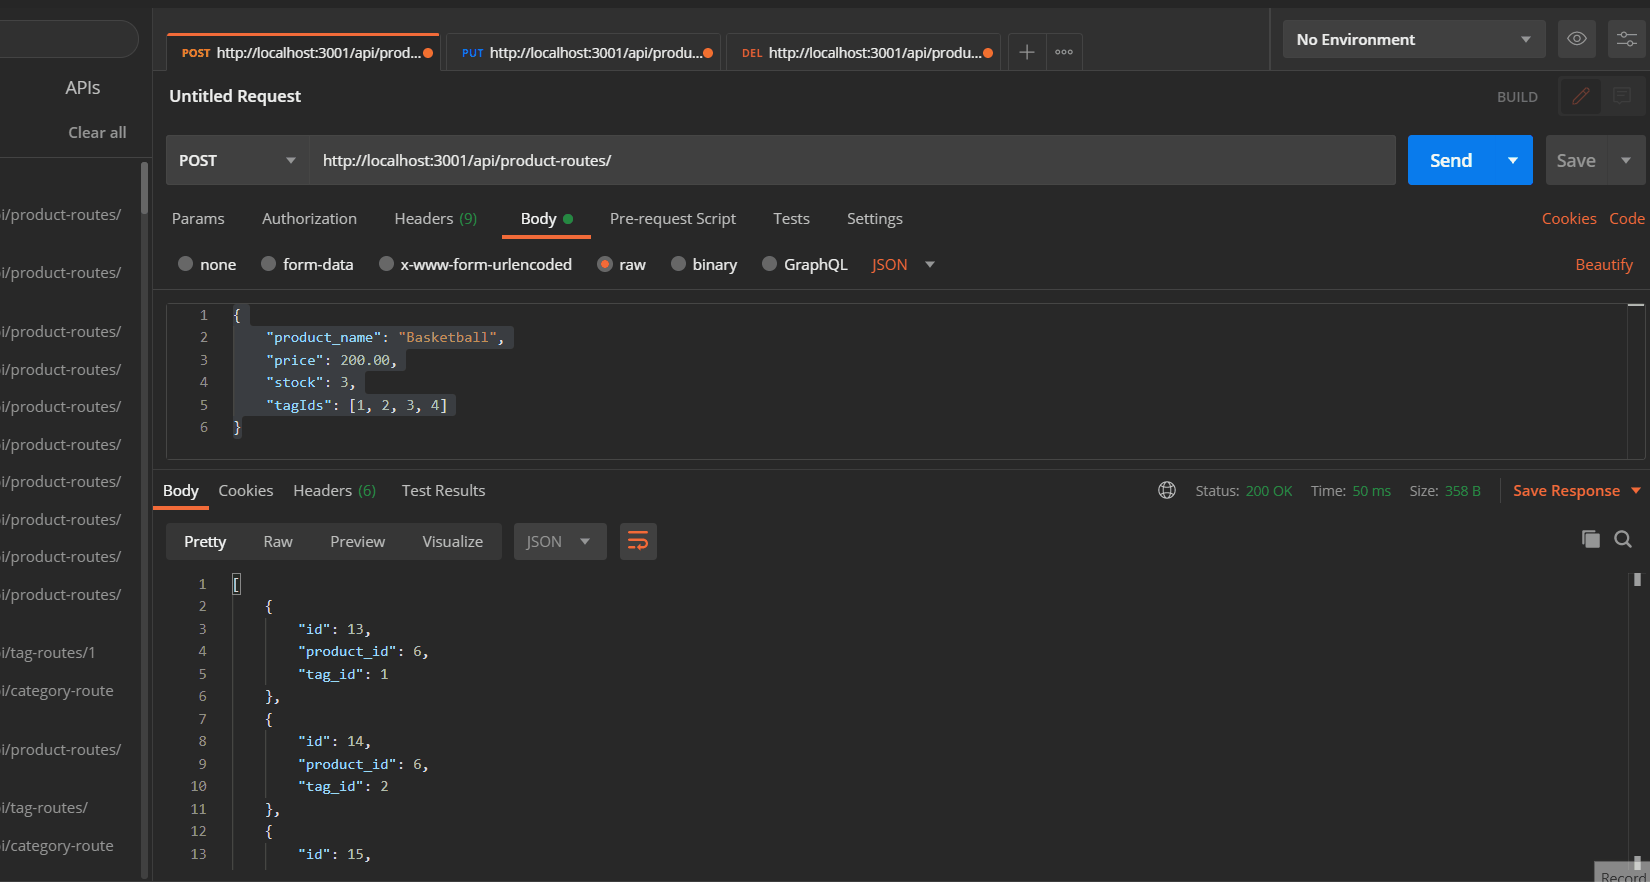 POST http://localhost:3001/api/prod...
PUT http://localhost:3001/api/produ...
DEL http://localhost:3001/api/produ...
No Environment
APIs
Clear all
i/product-routes/
i/product-routes/
i/product-routes/
i/product-routes/
i/product-routes/
i/product-routes/
i/product-routes/
i/product-routes/
i/product-routes/
i/product-routes/
i/tag-routes/1
i/category-route
i/product-routes/
i/tag-routes/
i/category-route
Untitled Request
BUILD
POST http://localhost:3001/api/product-routes/ Send Save
Params Authorization Headers (9) Body Pre-request Script Tests Settings Cookies Code
none form-data x-www-form-urlencoded raw binary GraphQL JSON Beautify
1 {
2 "product_name": "Basketball",
3 "price": 200.00,
4 "stock": 3,
5 "tagIds": [1, 2, 3, 4]
6 }
Body Cookies Headers (6) Test Results Status: 200 OK Time: 50 ms Size: 358 B Save Response
Pretty Raw Preview Visualize JSON
1 [
2 {
3 "id": 13,
4 "product_id": 6,
5 "tag_id": 1
6 },
7 {
8 "id": 14,
9 "product_id": 6,
10 "tag_id": 2
11 },
12 {
13 "id": 15,
Record